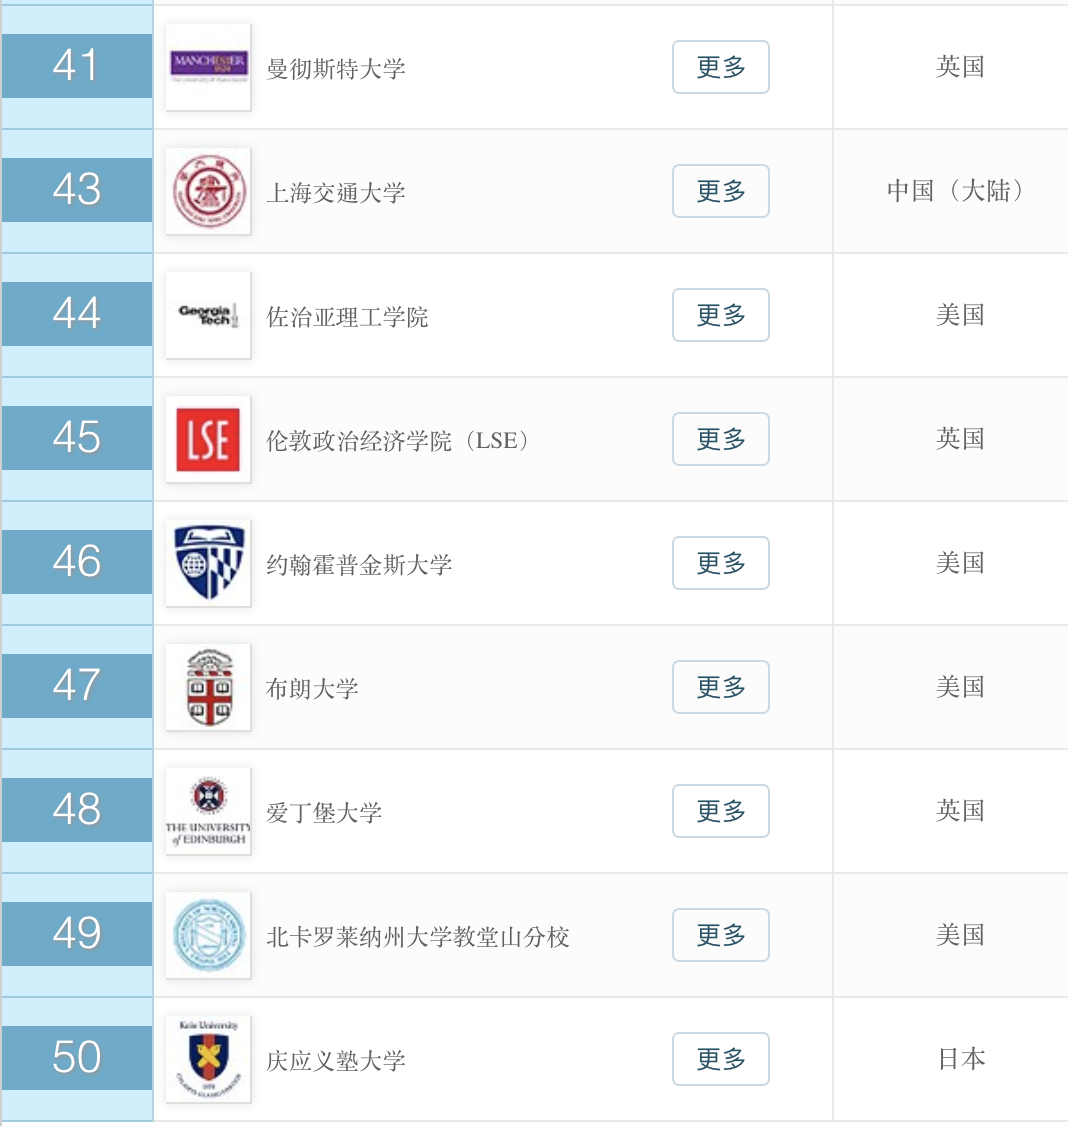 41 MANCHESTER 1824 曼彻斯特大学 更多 英国
43 上海交通大学 更多 中国（大陆）
44 Georgia Tech 佐治亚理工学院 更多 美国
45 LSE 伦敦政治经济学院（LSE） 更多 英国
46 约翰霍普金斯大学 更多 美国
47 布朗大学 更多 美国
48 THE UNIVERSITY of EDINBURGH 爱丁堡大学 更多 英国
49 北卡罗莱纳州大学教堂山分校 更多 美国
50 Keio University 庆应义塾大学 更多 日本